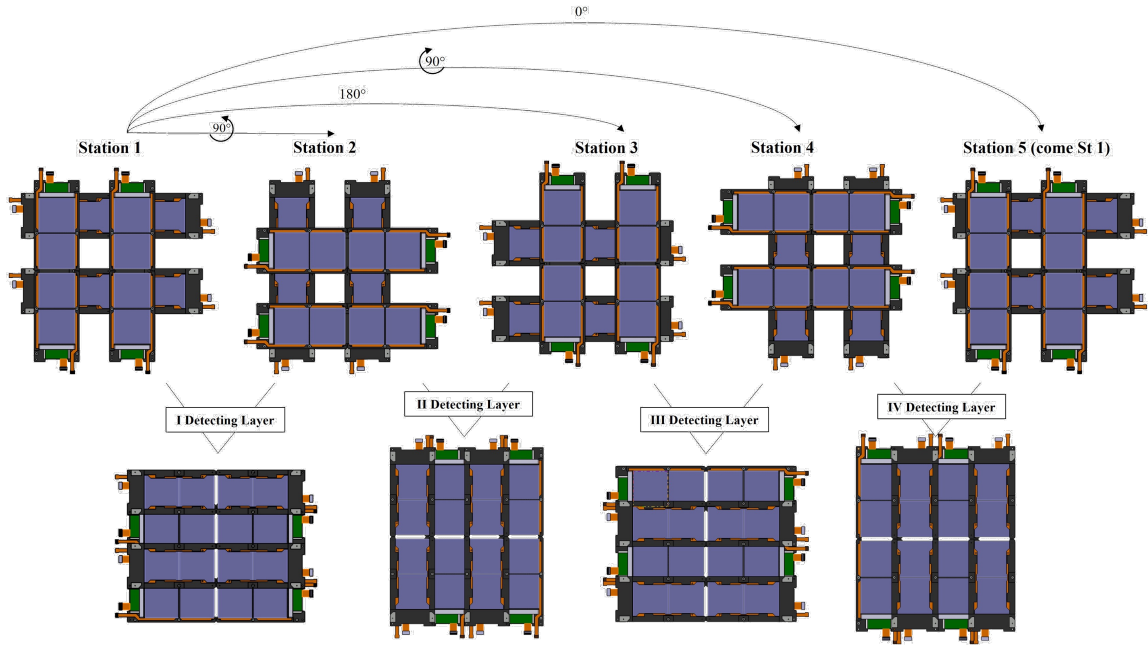 0°
90°
180°
90°
Station 1
Station 2
Station 3
Station 4
Station 5 (come St 1)
I Detecting Layer
II Detecting Layer
III Detecting Layer
IV Detecting Layer